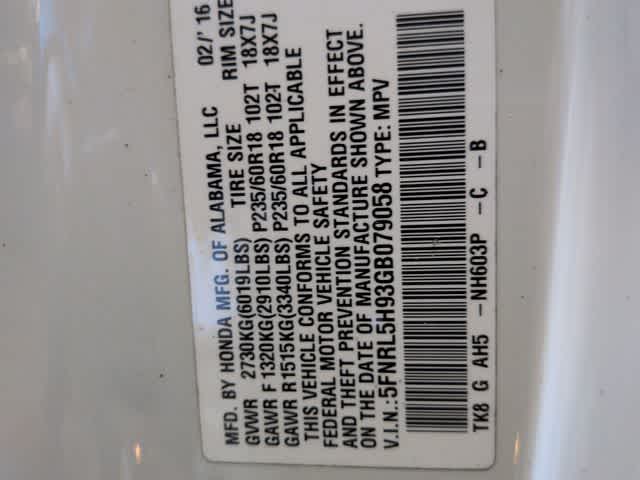 MFD. BY HONDA MFG. OF ALABAMA, LLC 02/' 16
GVWR 2730KG(6019LBS) TIRE SIZE RIM SIZE
GAWR F 1320KG(2910LBS) P235/60R18 102T 18X7J
GAWR R 1515KG(3340LBS) P235/60R18 102T 18X7J
THIS VEHICLE CONFORMS TO ALL APPLICABLE
FEDERAL MOTOR VEHICLE SAFETY
AND THEFT PREVENTION STANDARDS IN EFFECT
ON THE DATE OF MANUFACTURE SHOWN ABOVE.
V.I.N.:5FNRL5H93GB079058 TYPE: MPV
TK8 G AH5 -NH603P - C - B